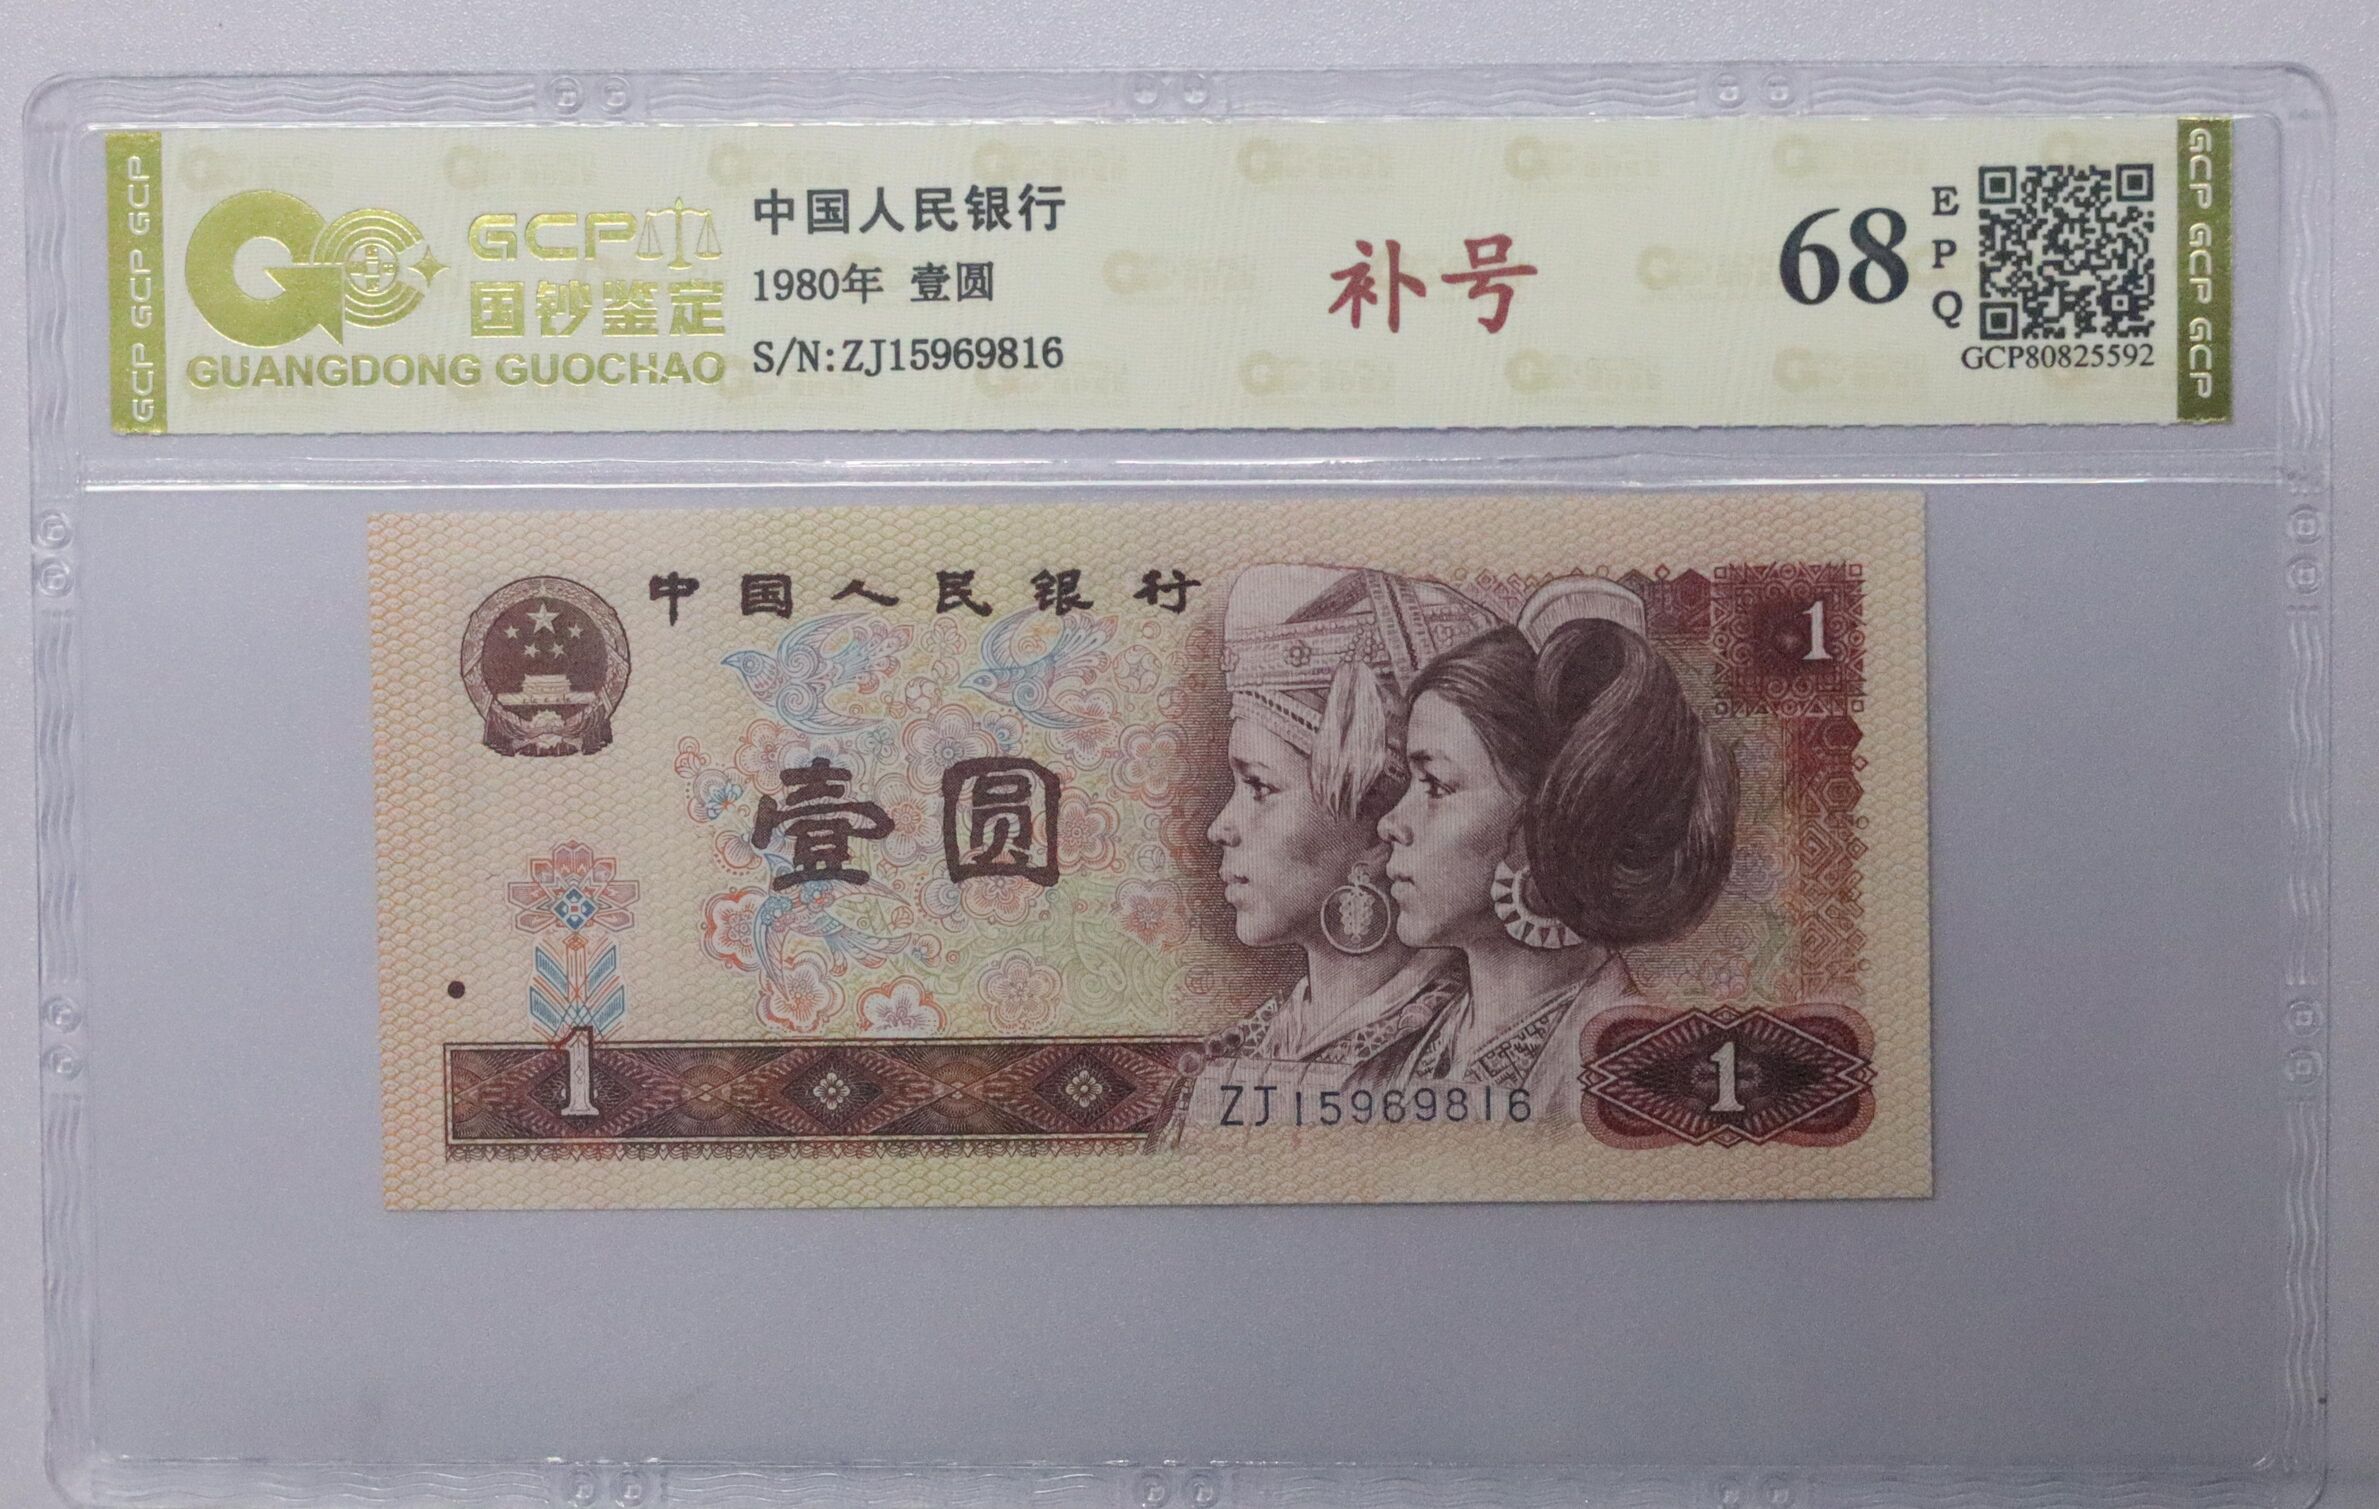 GCP GCP GCP
GCP
国钞鉴定
GUANGDONG GUOCHAO
中国人民银行
1980年 壹圆
S/N:ZJ15969816
补号
68
EPQ
GCP80825592
GCP GCP GCP
中国人民银行
1
壹圆
1
ZJ15969816
1